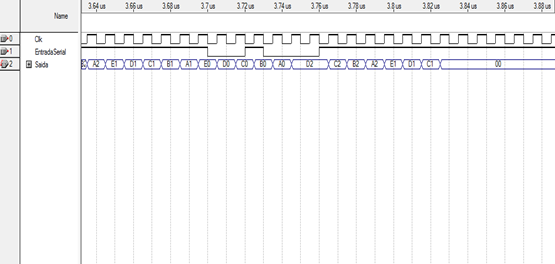 Name
3.64 us 3.66 us 3.68 us 3.7 us 3.72 us 3.74 us 3.76 us 3.78 us 3.8 us 3.82 us 3.84 us 3.86 us 3.88 us
0 Clk
1 EntradaSerial
2 Saída A2 E1 D1 C1 B1 A1 E0 D0 C0 B0 A0 D2 C2 B2 A2 E1 D1 C1 00